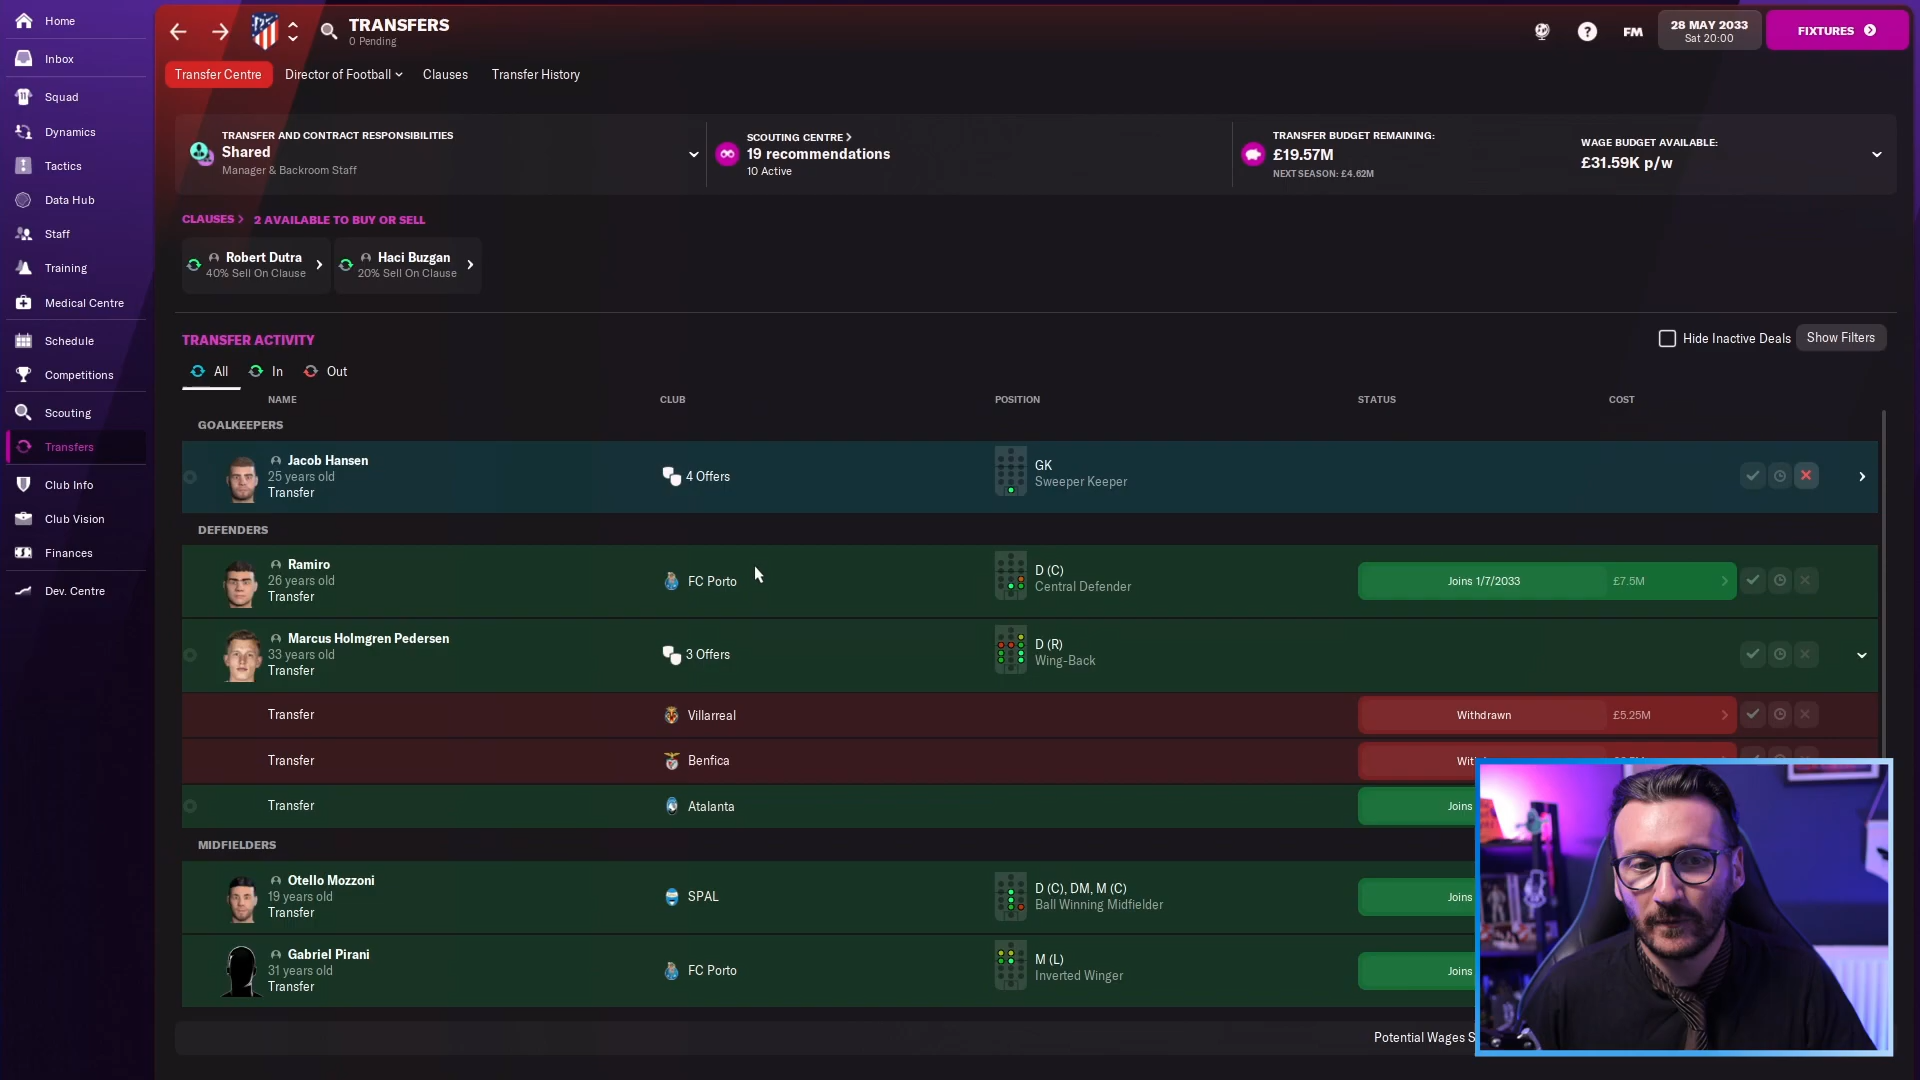 Home
Inbox
Squad
Dynamics
Tactics
Data Hub
Staff
Training
Medical Centre
Schedule
Competitions
Scouting
Transfers
Club Info
Club Vision
Finances
Dev. Centre
TRANSFERS
0 Pending
FM
28 MAY 2033
Sat 20:00
FIXTURES
Transfer Centre
Director of Football
Clauses
Transfer History
TRANSFER AND CONTRACT RESPONSIBILITIES
Shared
Manager & Backroom Staff
SCOUTING CENTRE >
19 recommendations
10 Active
TRANSFER BUDGET REMAINING:
£19.57M
NEXT SEASON: £4.62M
WAGE BUDGET AVAILABLE:
£31.59K p/w
CLAUSES > 2 AVAILABLE TO BUY OR SELL
Robert Dutra
40% Sell On Clause
Haci Buzgan
20% Sell On Clause
TRANSFER ACTIVITY
Hide Inactive Deals
Show Filters
All
In
Out
NAME CLUB POSITION STATUS COST
GOALKEEPERS
Jacob Hansen
25 years old
Transfer
4 Offers
GK
Sweeper Keeper
DEFENDERS
Ramiro
26 years old
Transfer
FC Porto
D (C)
Central Defender
Joins 1/7/2033
£7.5M
Marcus Holmgren Pedersen
33 years old
Transfer
3 Offers
D (R)
Wing-Back
Transfer Villarreal Withdrawn £5.25M
Transfer Benfica
Transfer Atalanta Joins
MIDFIELDERS
Otello Mozzoni
19 years old
Transfer
SPAL
D (C), DM, M (C)
Ball Winning Midfielder
Joins
Gabriel Pirani
31 years old
Transfer
FC Porto
M (L)
Inverted Winger
Joins
Potential Wages S